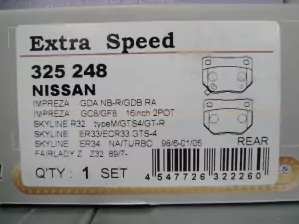 Extra Speed
325 248
NISSAN
IMPREZA GDA NB-R/GDB RA
IMPREZA GC8/GF8 16inch 2POT
SKYLINE R32 typeM/GTS4/GT-R
SKYLINE ER33/ECR33 GTS-4
SKYLINE ER34 NA/TURBO 98/6-01/05
FAIRLADY Z Z32 89/7-
REAR
Q'TY : 1 SET
4 547726 322260